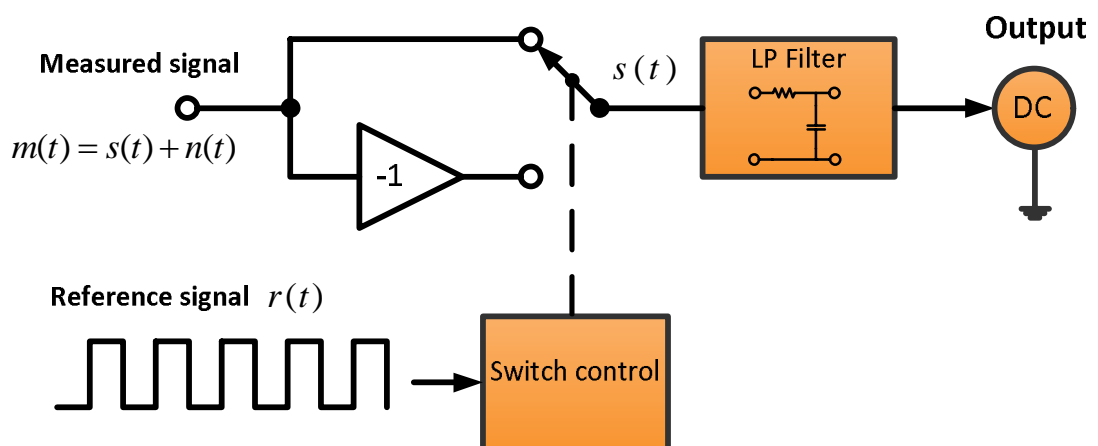 Output
Measured signal
m(t) = s(t) + n(t)
-1
s(t)
LP Filter
DC
Reference signal r(t)
Switch control